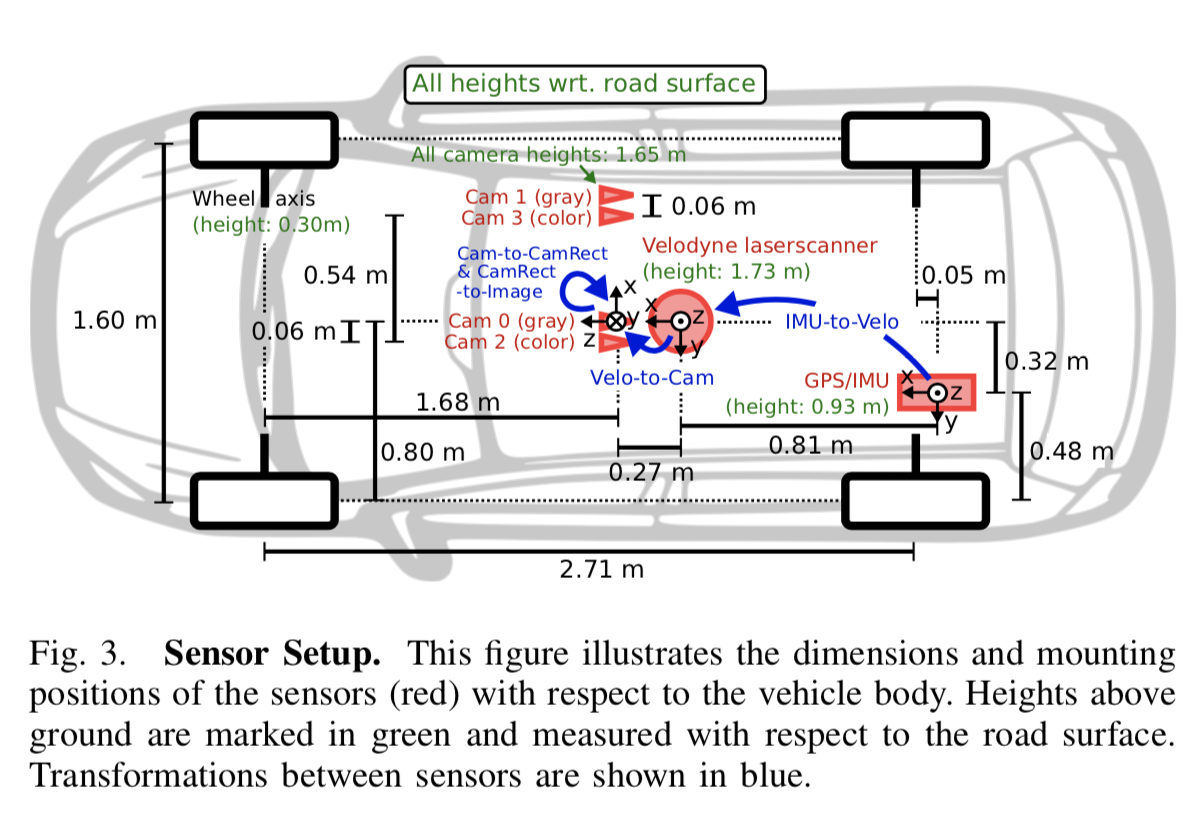 All heights wrt. road surface
All camera heights: 1.65 m
Cam 1 (gray)
Cam 3 (color)
0.06 m
Wheel axis
(height: 0.30m)
0.54 m
Cam-to-CamRect
& CamRect
-to-Image
Velodyne laserscanner
(height: 1.73 m)
0.05 m
x
x
1.60 m
0.06 m
Cam 0 (gray)
y
z
IMU-to-Velo
Cam 2 (color)
z
y
0.32 m
Velo-to-Cam
GPS/IMU
x
z
1.68 m
(height: 0.93 m)
y
0.80 m
0.27 m
0.81 m
0.48 m
2.71 m
Fig. 3. Sensor Setup. This figure illustrates the dimensions and mounting
positions of the sensors (red) with respect to the vehicle body. Heights above
ground are marked in green and measured with respect to the road surface.
Transformations between sensors are shown in blue.